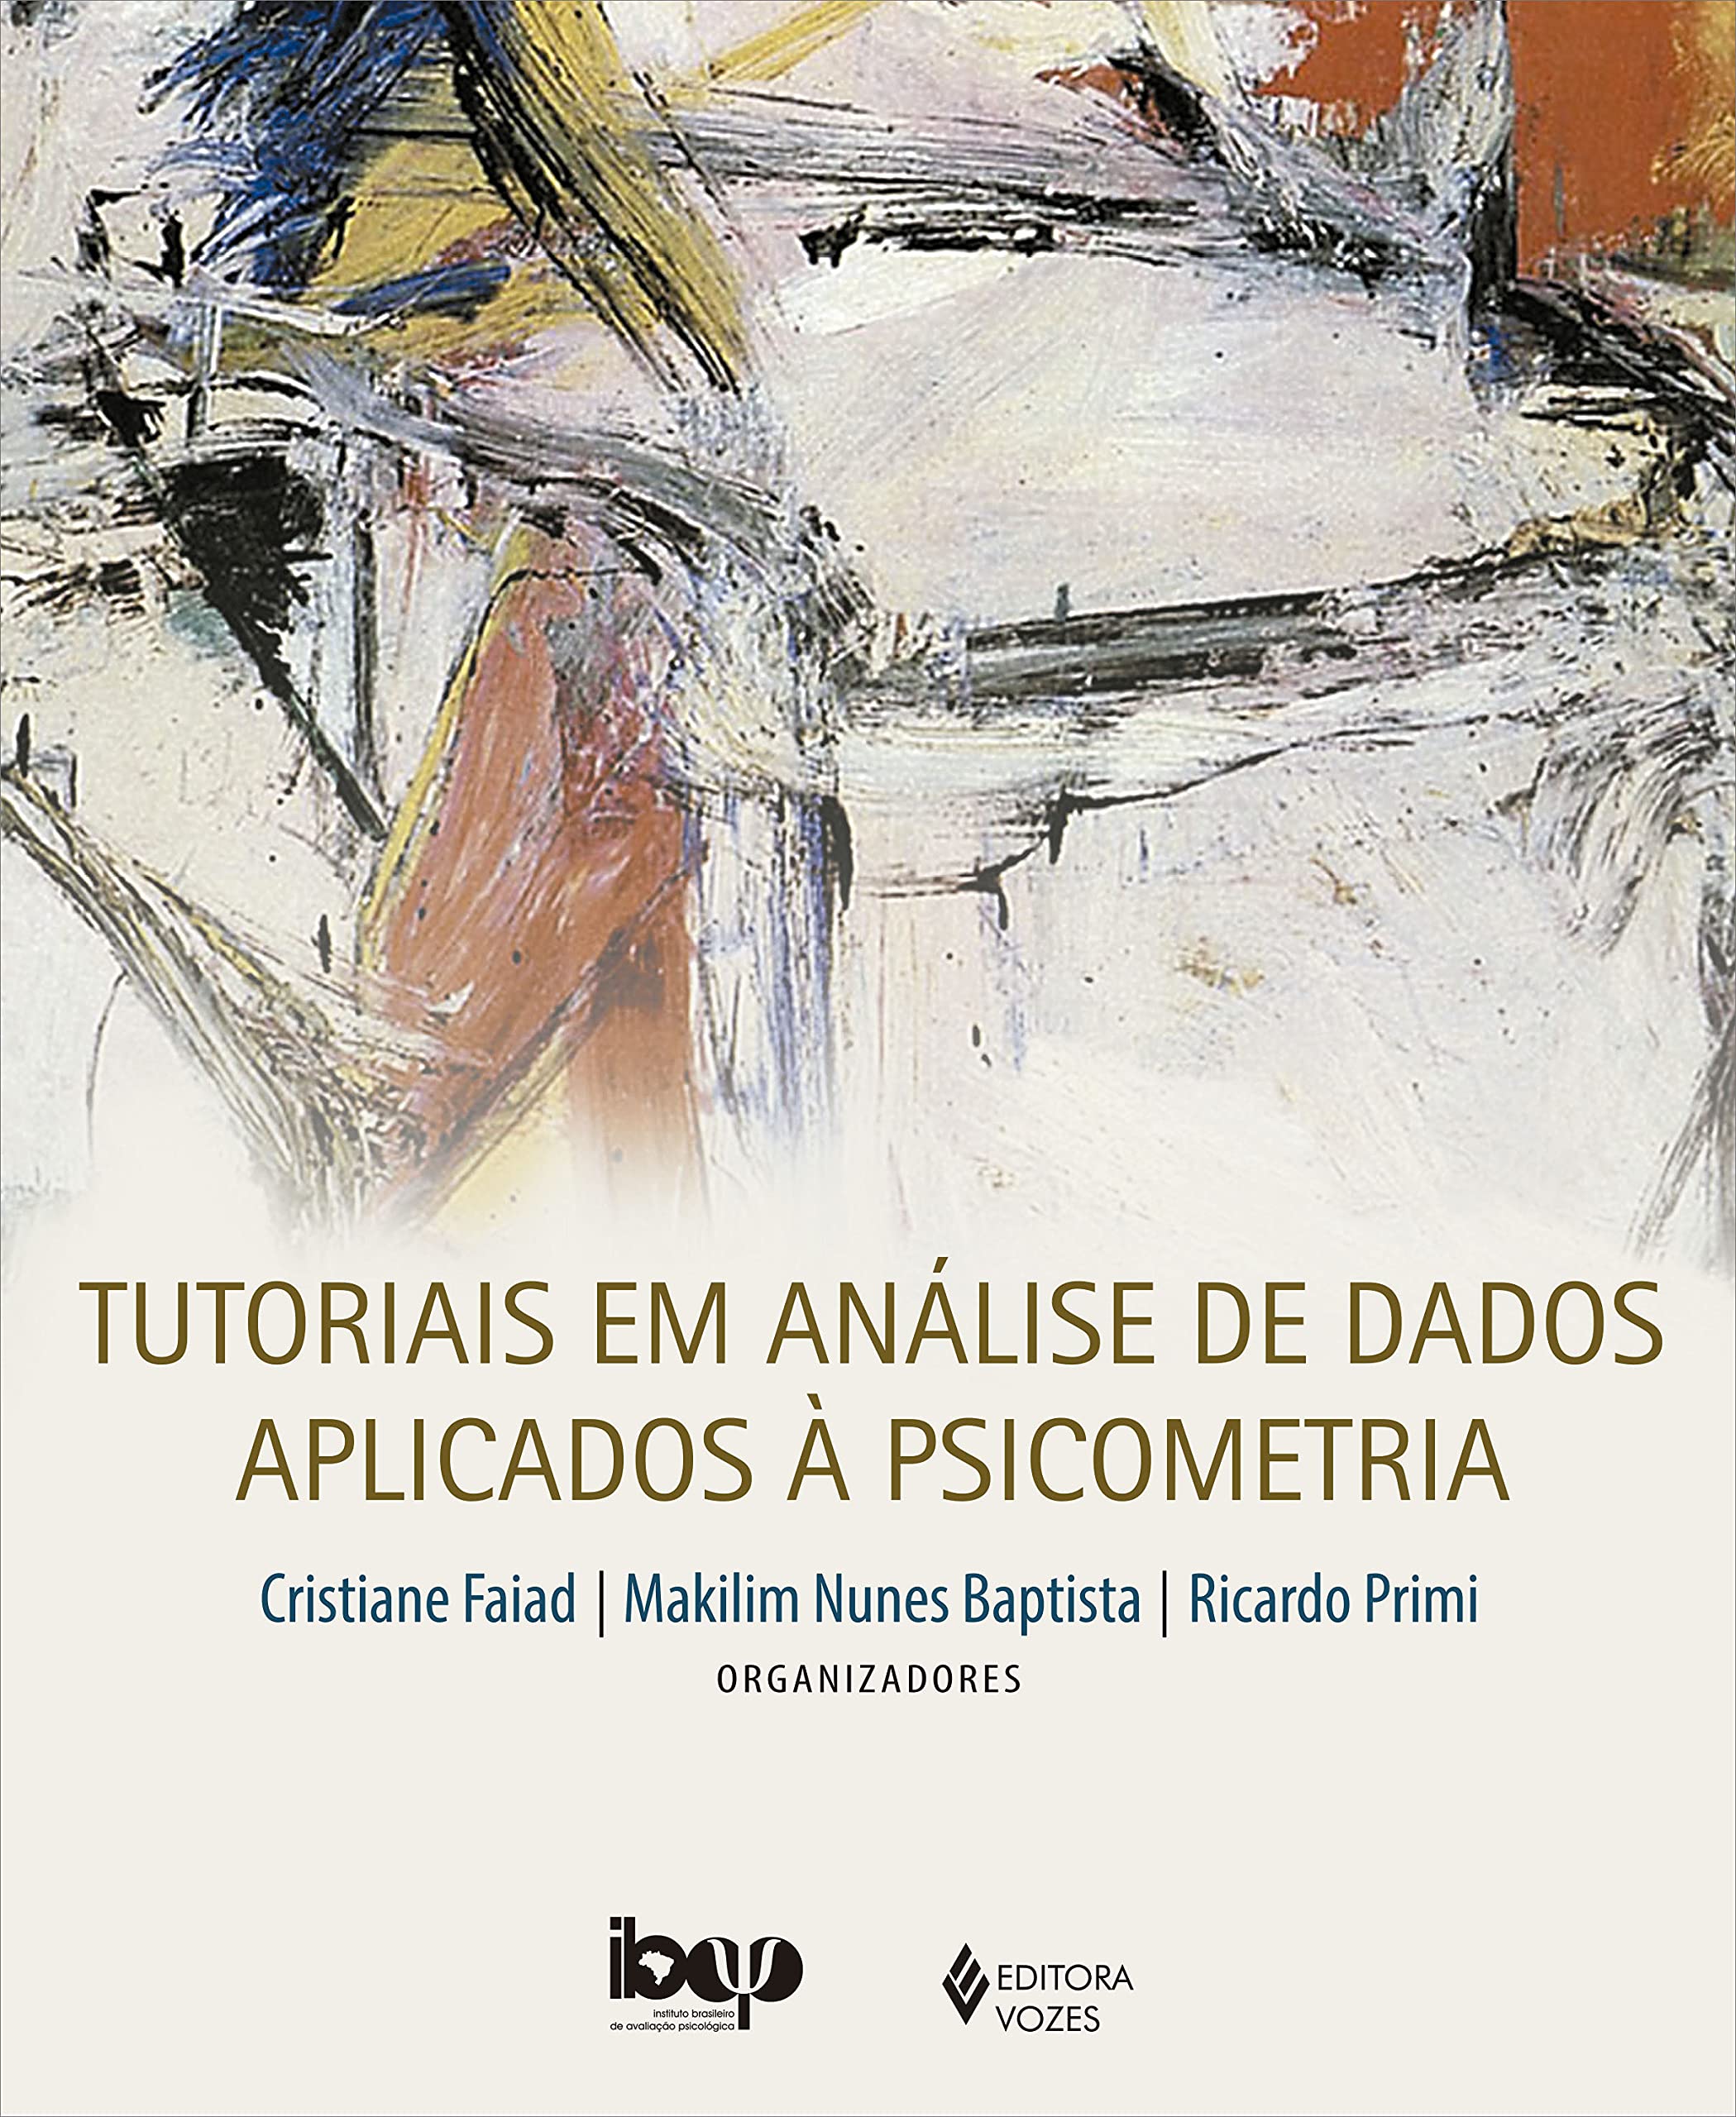 TUTORIAIS EM ANÁLISE DE DADOS
APLICADOS À PSICOMETRIA
Cristiane Faiad | Makilim Nunes Baptista | Ricardo Primi
ORGANIZADORES
ibap
instituto brasileiro
de avaliação psicológica
EDITORA
VOZES